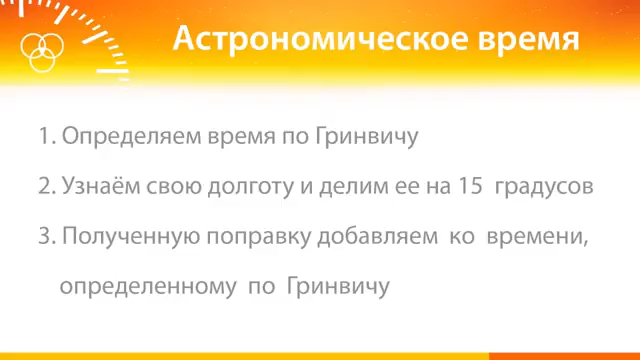 Астрономическое время
1. Определяем время по Гринвичу
2. Узнаём свою долготу и делим ее на 15 градусов
3. Полученную поправку добавляем ко времени,
определенному по Гринвичу